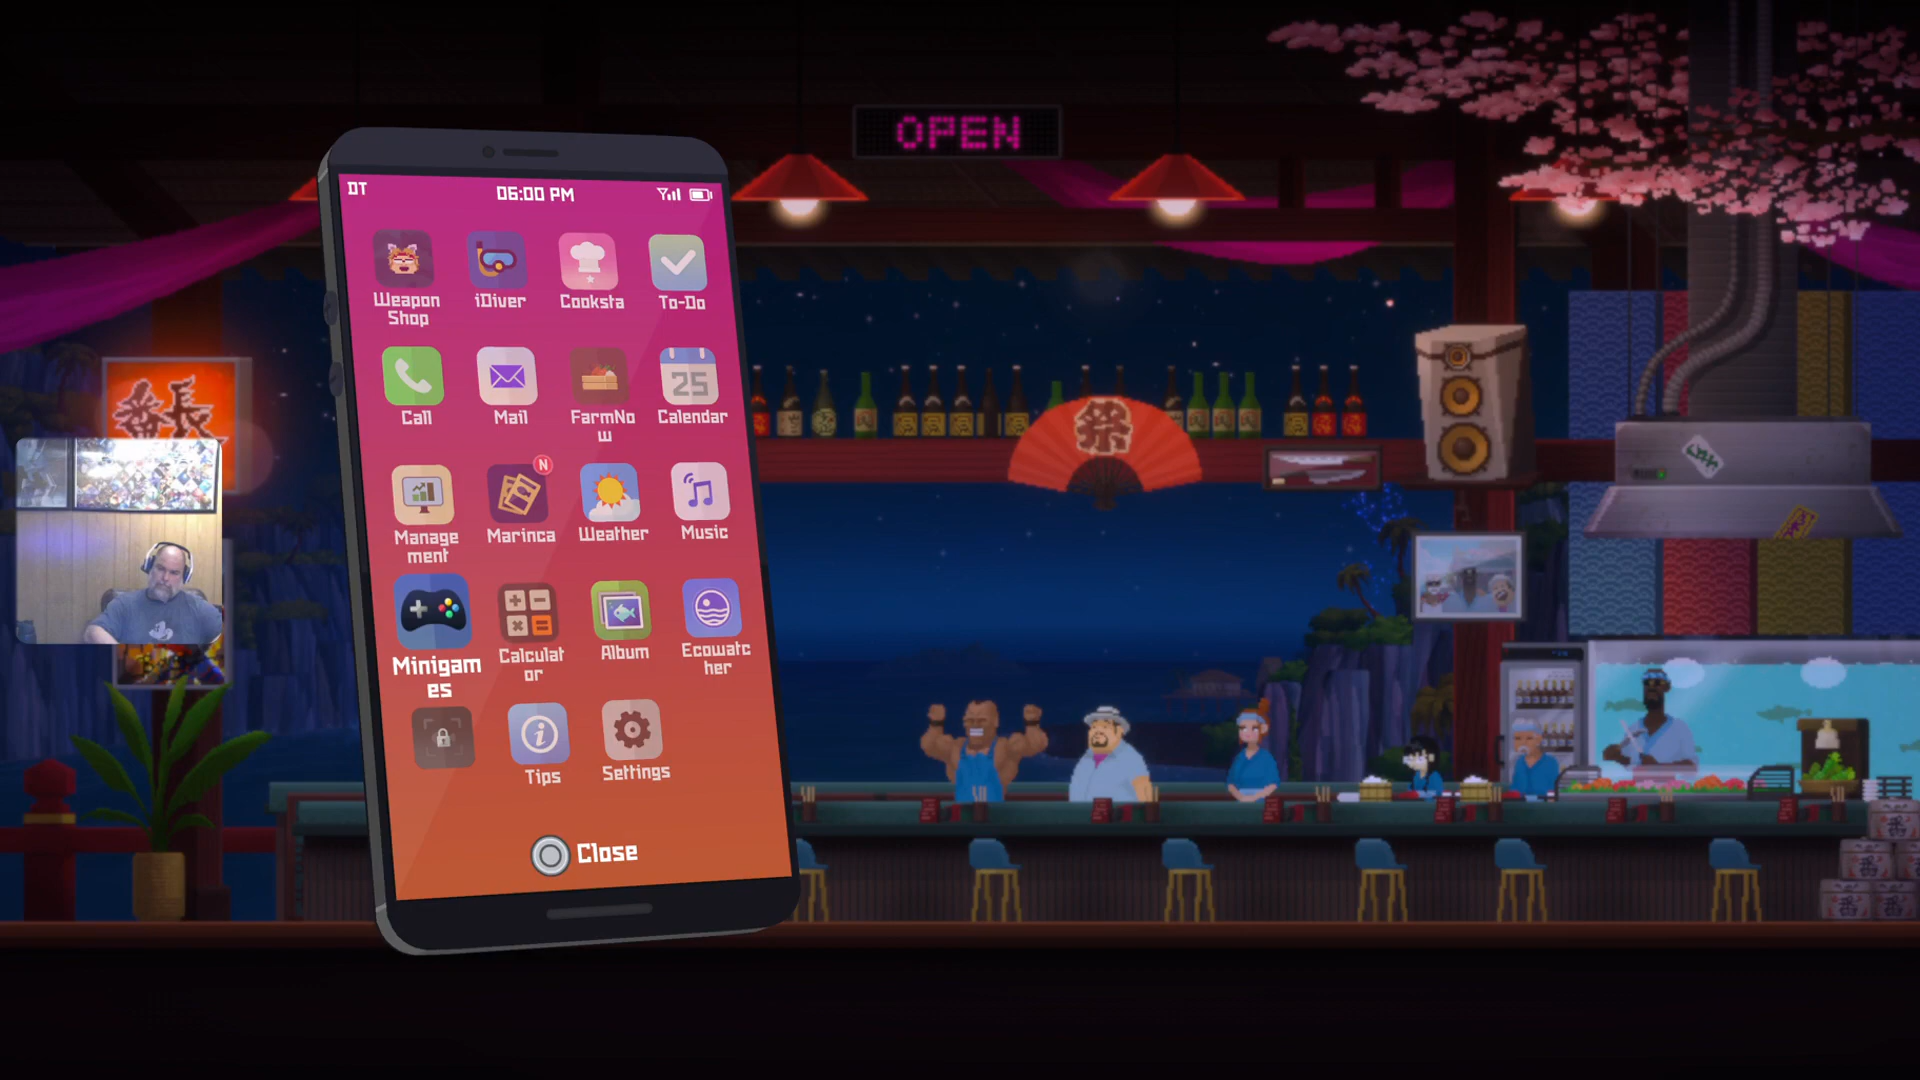 OPEN
DT
06:00 PM
Weapon
Shop
iDiver
Cooksta
To-Do
Call
Mail
FarmNo
w
25
Calendar
Manage
ment
N
Marinca
Weather
Music
Minigam
es
Calculat
or
Album
Ecowatc
her
Tips
Settings
Close
祭